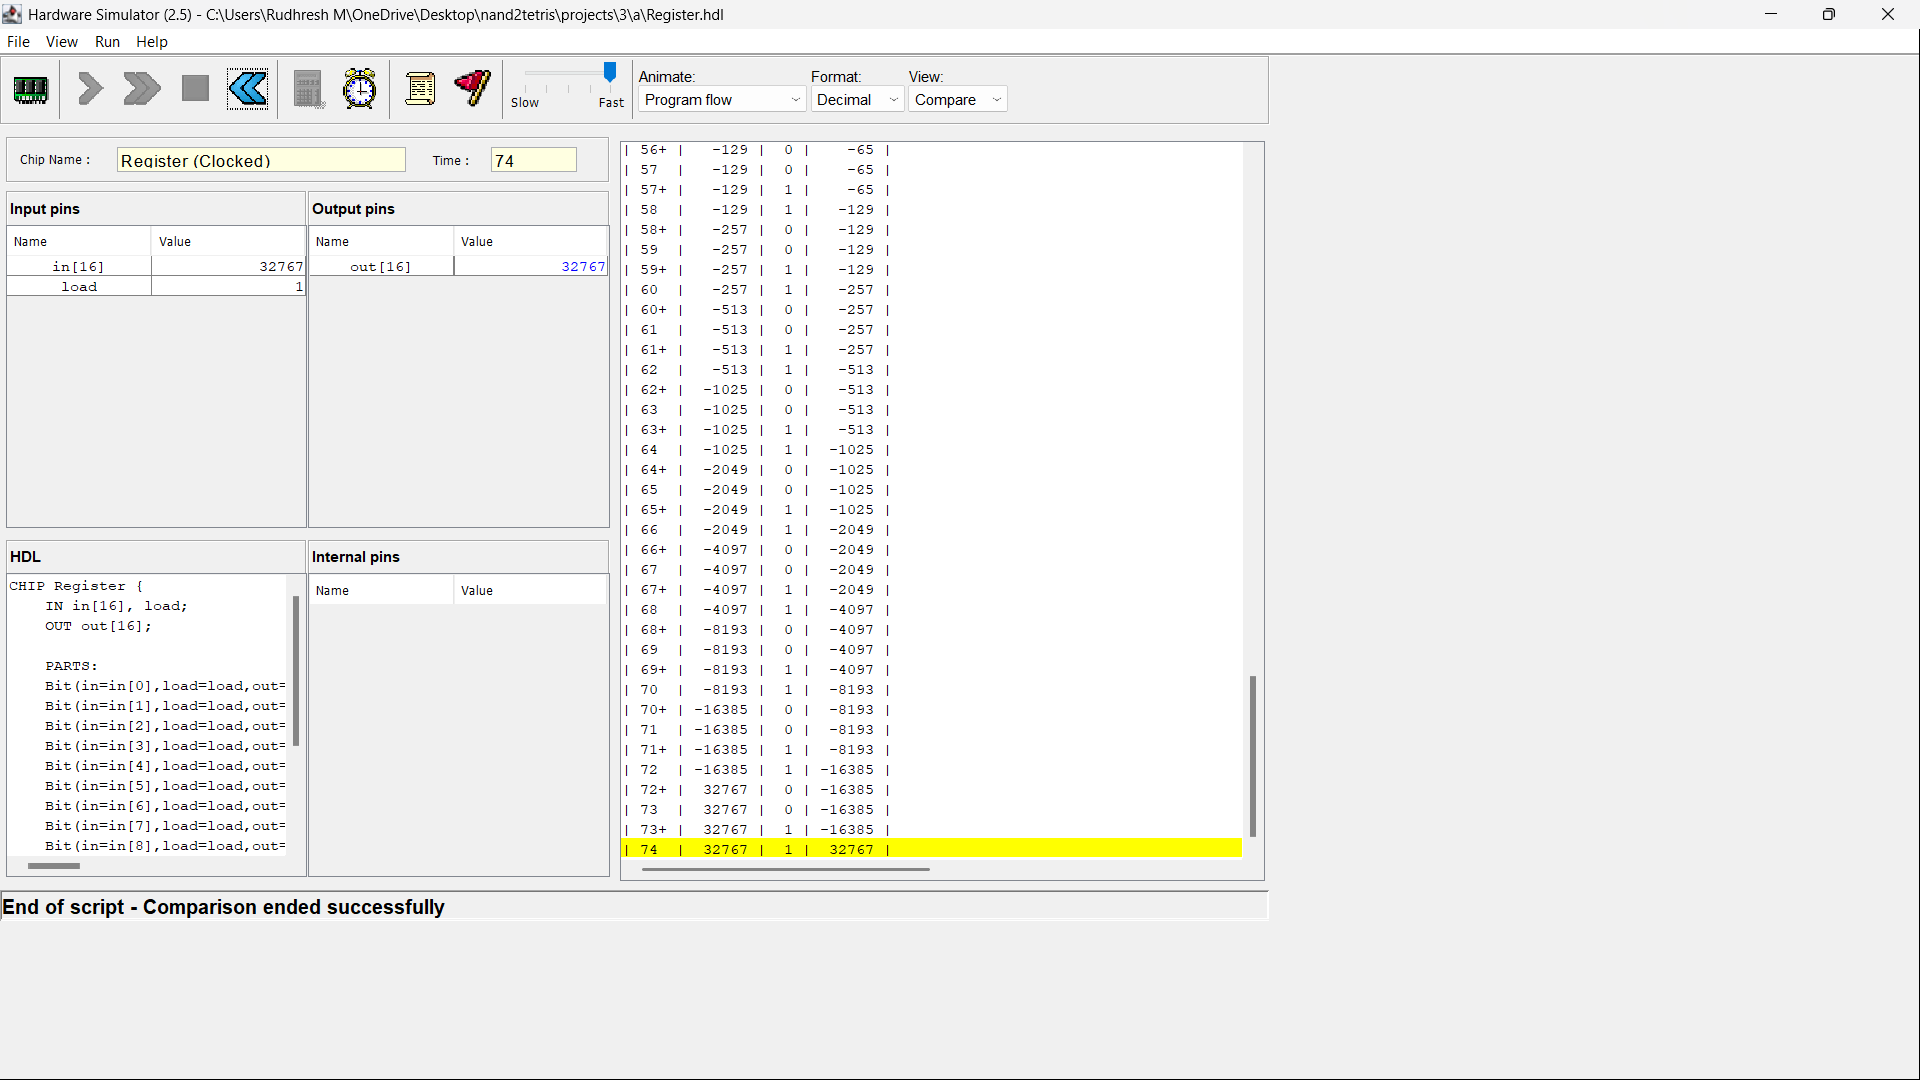 Hardware Simulator (2.5) - C:\Users\Rudhresh M\OneDrive\Desktop\nand2tetris\projects\3\a\Register.hdl
File View Run Help
Slow Fast
Animate: Format: View:
Program flow Decimal Compare
Chip Name : Register (Clocked) Time : 74
Input pins
Name Value
in[16] 32767
load 1
Output pins
Name Value
out[16] 32767
HDL
CHIP Register {
IN in[16], load;
OUT out[16];
PARTS:
Bit(in=in[0],load=load,out=
Bit(in=in[1],load=load,out=
Bit(in=in[2],load=load,out=
Bit(in=in[3],load=load,out=
Bit(in=in[4],load=load,out=
Bit(in=in[5],load=load,out=
Bit(in=in[6],load=load,out=
Bit(in=in[7],load=load,out=
Bit(in=in[8],load=load,out=
Internal pins
Name Value
| 56+ | -129 | 0 | -65 |
| 57 | -129 | 0 | -65 |
| 57+ | -129 | 1 | -65 |
| 58 | -129 | 1 | -129 |
| 58+ | -257 | 0 | -129 |
| 59 | -257 | 0 | -129 |
| 59+ | -257 | 1 | -129 |
| 60 | -257 | 1 | -257 |
| 60+ | -513 | 0 | -257 |
| 61 | -513 | 0 | -257 |
| 61+ | -513 | 1 | -257 |
| 62 | -513 | 1 | -513 |
| 62+ | -1025 | 0 | -513 |
| 63 | -1025 | 0 | -513 |
| 63+ | -1025 | 1 | -513 |
| 64 | -1025 | 1 | -1025 |
| 64+ | -2049 | 0 | -1025 |
| 65 | -2049 | 0 | -1025 |
| 65+ | -2049 | 1 | -1025 |
| 66 | -2049 | 1 | -2049 |
| 66+ | -4097 | 0 | -2049 |
| 67 | -4097 | 0 | -2049 |
| 67+ | -4097 | 1 | -2049 |
| 68 | -4097 | 1 | -4097 |
| 68+ | -8193 | 0 | -4097 |
| 69 | -8193 | 0 | -4097 |
| 69+ | -8193 | 1 | -4097 |
| 70 | -8193 | 1 | -8193 |
| 70+ | -16385 | 0 | -8193 |
| 71 | -16385 | 0 | -8193 |
| 71+ | -16385 | 1 | -8193 |
| 72 | -16385 | 1 | -16385 |
| 72+ | 32767 | 0 | -16385 |
| 73 | 32767 | 0 | -16385 |
| 73+ | 32767 | 1 | -16385 |
| 74 | 32767 | 1 | 32767 |
End of script - Comparison ended successfully